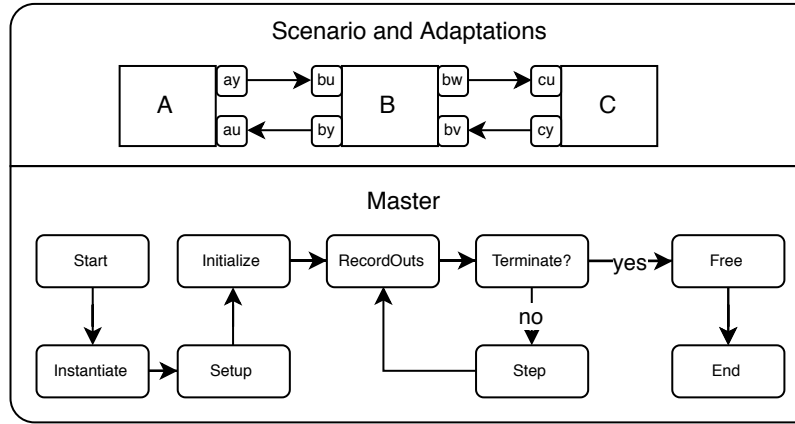 Scenario and Adaptations
ay bu bw cu
A B C
au by bv cy
Master
Start Initialize RecordOuts Terminate? yes Free
no
Instantiate Setup Step End